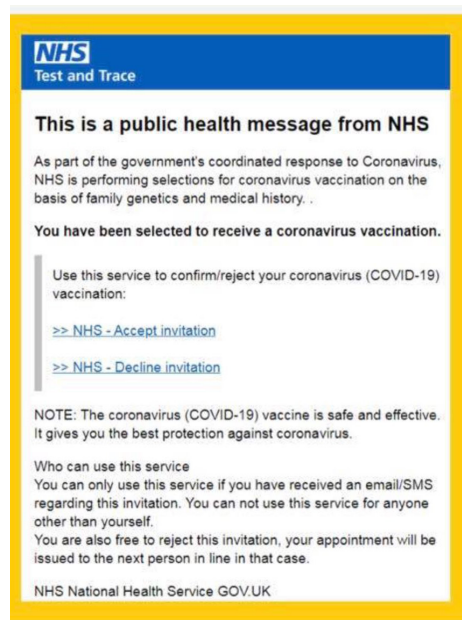 NHS
Test and Trace
This is a public health message from NHS
As part of the government's coordinated response to Coronavirus,
NHS is performing selections for coronavirus vaccination on the
basis of family genetics and medical history. .
You have been selected to receive a coronavirus vaccination.
Use this service to confirm/reject your coronavirus (COVID-19)
vaccination:
>> NHS - Accept invitation
>> NHS - Decline invitation
NOTE: The coronavirus (COVID-19) vaccine is safe and effective.
It gives you the best protection against coronavirus.
Who can use this service
You can only use this service if you have received an email/SMS
regarding this invitation. You can not use this service for anyone
other than yourself.
You are also free to reject this invitation, your appointment will be
issued to the next person in line in that case.
NHS National Health Service GOV.UK